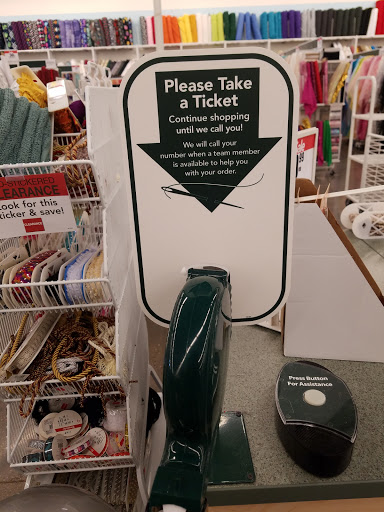 Please Take
a Ticket
Continue shopping
until we call you!
We will call your
number when a team member
is available to help you
with your order.
CLEARANCE
Look for this
sticker & save!
Press Button
For Assistance